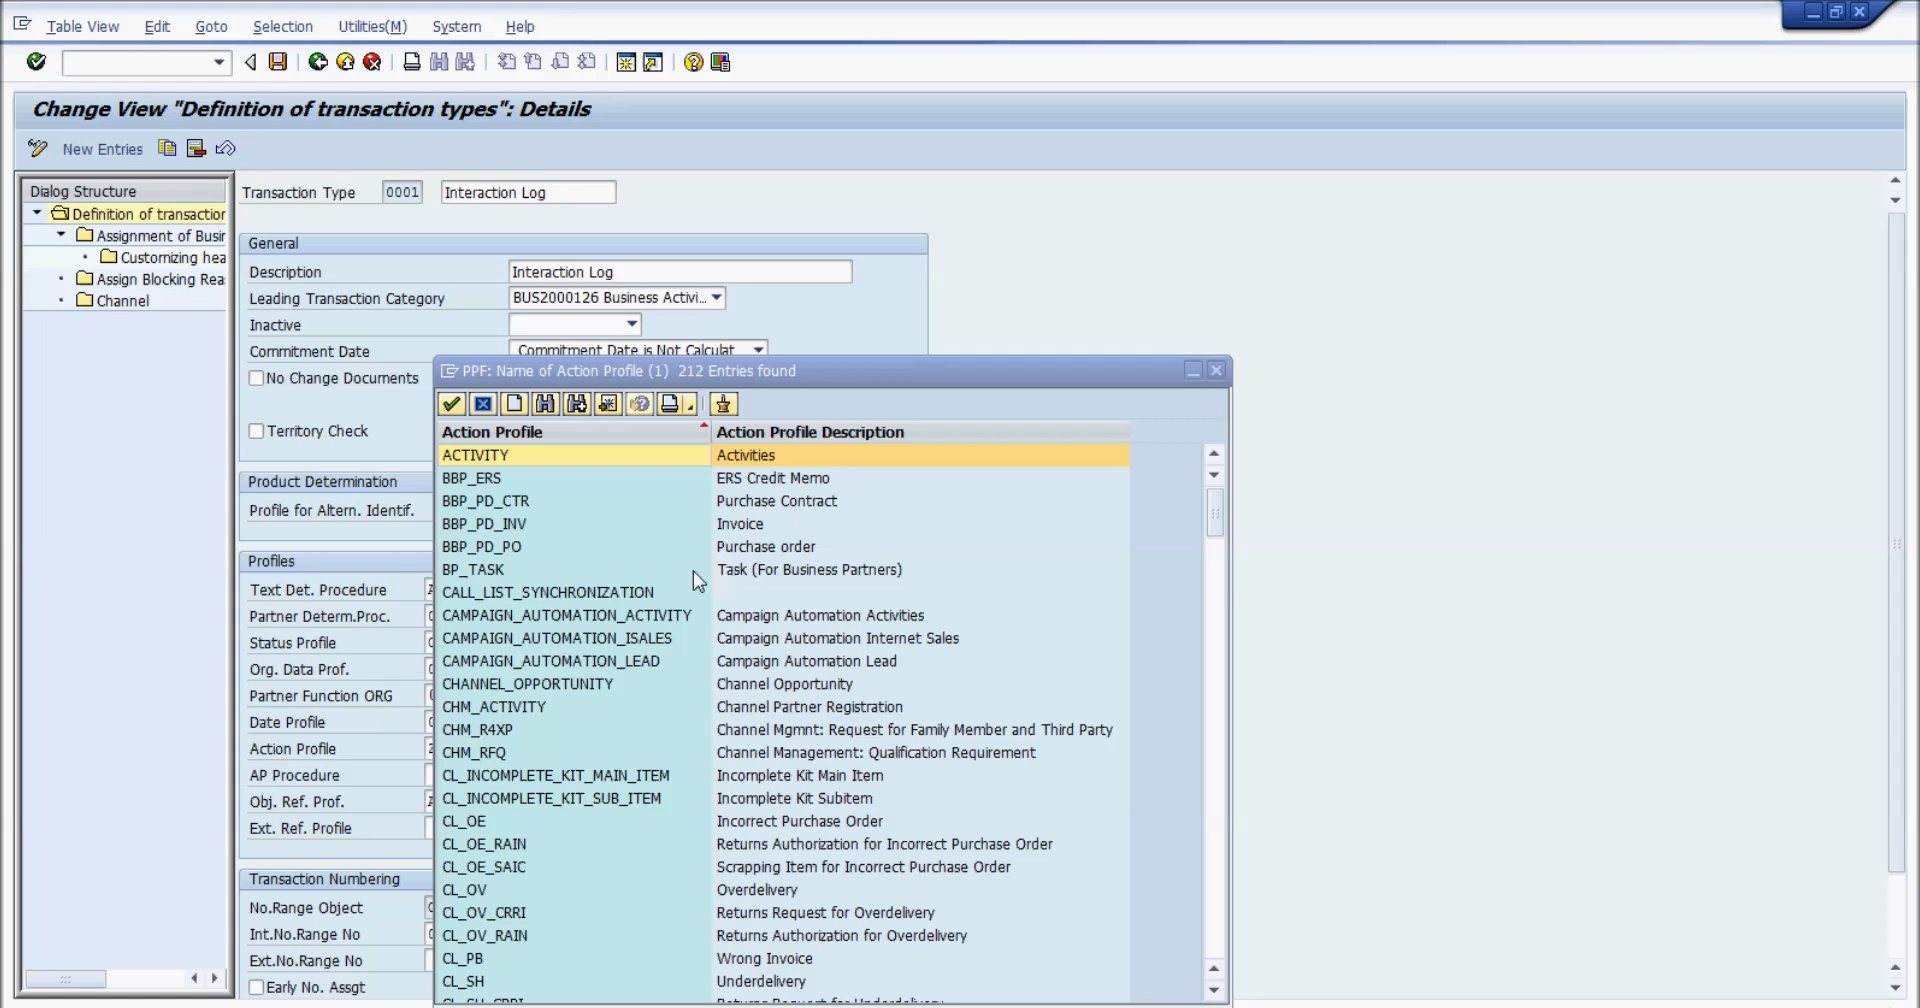 Table View Edit Goto Selection Utilities(M) System Help
Change View "Definition of transaction types": Details
New Entries
Dialog Structure
Definition of transaction
Assignment of Busir
Customizing hea
Assign Blocking Rea
Channel
Transaction Type 0001 Interaction Log
General
Description Interaction Log
Leading Transaction Category BUS2000126 Business Activi...
Inactive
Commitment Date Commitment Date is Not Calculat
No Change Documents
Territory Check
Product Determination
Profile for Altern. Identif.
Profiles
Text Det. Procedure
Partner Determ.Proc.
Status Profile
Org. Data Prof.
Partner Function ORG
Date Profile
Action Profile
AP Procedure
Obj. Ref. Prof.
Ext. Ref. Profile
Transaction Numbering
No.Range Object
Int.No.Range No
Ext.No.Range No
Early No. Assgt
PPF: Name of Action Profile (1) 212 Entries found
Action Profile Action Profile Description
ACTIVITY Activities
BBP_ERS ERS Credit Memo
BBP_PD_CTR Purchase Contract
BBP_PD_INV Invoice
BBP_PD_PO Purchase order
BP_TASK Task (For Business Partners)
CALL_LIST_SYNCHRONIZATION
CAMPAIGN_AUTOMATION_ACTIVITY Campaign Automation Activities
CAMPAIGN_AUTOMATION_ISALES Campaign Automation Internet Sales
CAMPAIGN_AUTOMATION_LEAD Campaign Automation Lead
CHANNEL_OPPORTUNITY Channel Opportunity
CHM_ACTIVITY Channel Partner Registration
CHM_R4XP Channel Mgmnt: Request for Family Member and Third Party
CHM_RFQ Channel Management: Qualification Requirement
CL_INCOMPLETE_KIT_MAIN_ITEM Incomplete Kit Main Item
CL_INCOMPLETE_KIT_SUB_ITEM Incomplete Kit Subitem
CL_OE Incorrect Purchase Order
CL_OE_RAIN Returns Authorization for Incorrect Purchase Order
CL_OE_SAIC Scrapping Item for Incorrect Purchase Order
CL_OV Overdelivery
CL_OV_CRRI Returns Request for Overdelivery
CL_OV_RAIN Returns Authorization for Overdelivery
CL_PB Wrong Invoice
CL_SH Underdelivery
CL_SH_CRRI Returns Request for Underdelivery